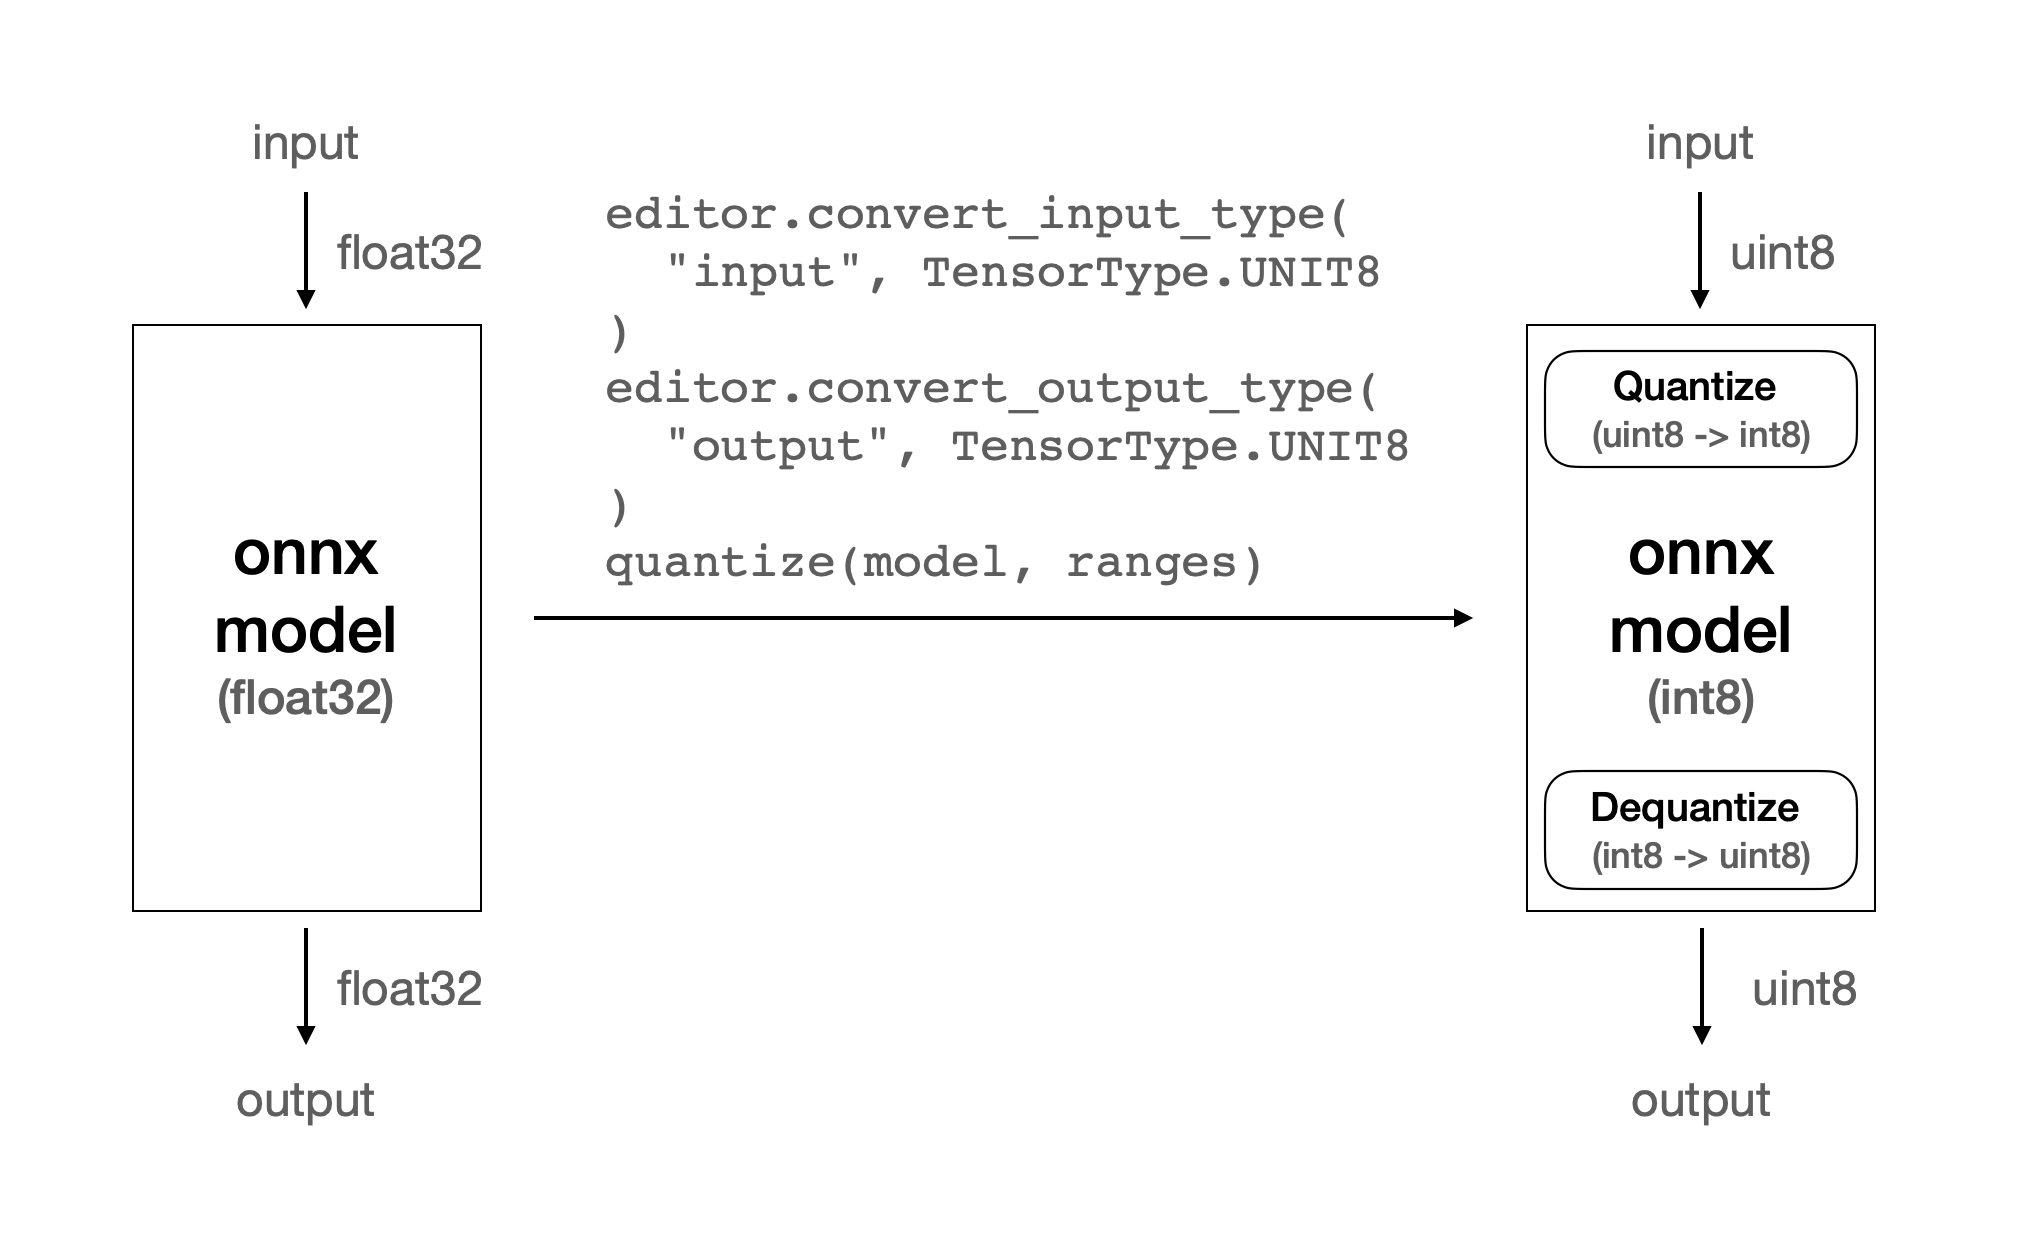 input
float32
onnx
model
(float32)
float32
output
editor.convert_input_type(
"input", TensorType.UNIT8
)
editor.convert_output_type(
"output", TensorType.UNIT8
)
quantize(model, ranges)
input
uint8
Quantize
(uint8 -> int8)
onnx
model
(int8)
Dequantize
(int8 -> uint8)
uint8
output